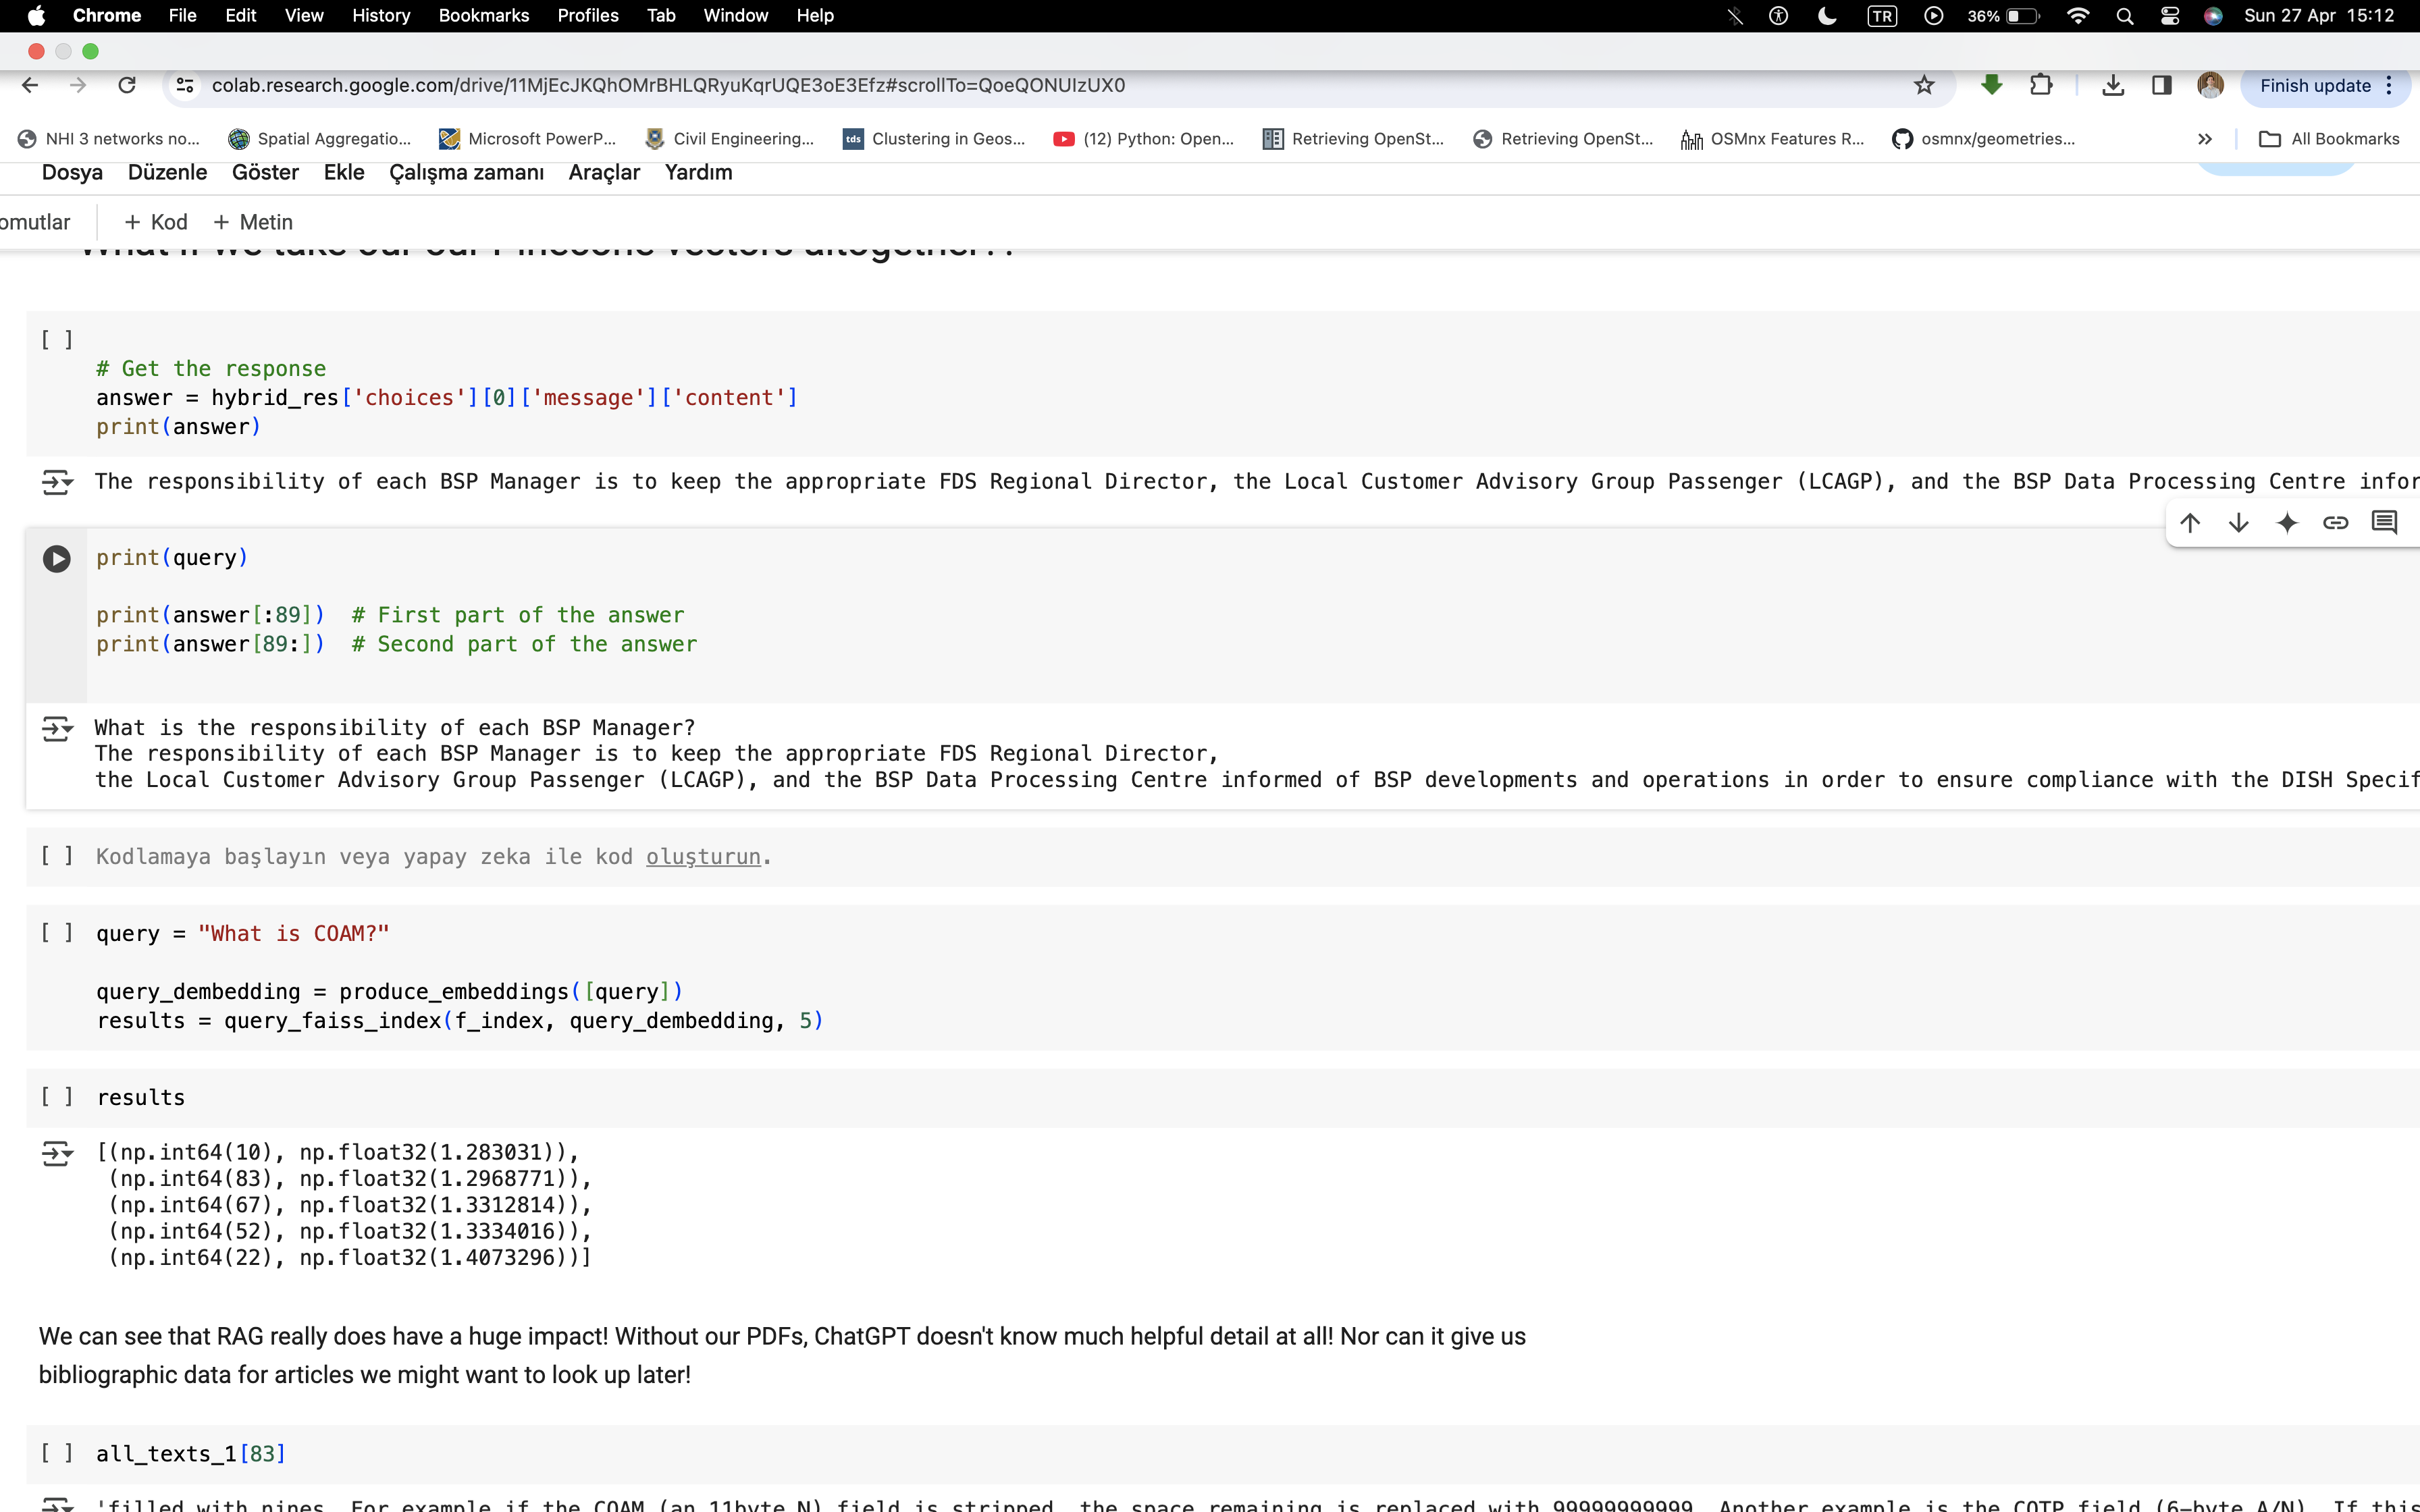 Chrome File Edit View History Bookmarks Profiles Tab Window Help TR 36% Sun 27 Apr 15:12
colab.research.google.com/drive/11MjEcJKQhOMrBHLQRyuKqrUQE3oE3Efz#scrollTo=QoeQONUIzUX0 Finish update
NHI 3 networks no... Spatial Aggregatio... Microsoft PowerP... Civil Engineering... tds Clustering in Geos... (12) Python: Open... Retrieving OpenSt... Retrieving OpenSt... OSMnx Features R... osmnx/geometries... » All Bookmarks
Dosya Düzenle Göster Ekle Çalışma zamanı Araçlar Yardım
omutlar + Kod + Metin
What if we take our our Pinecone vectors altogether??
[ ]
# Get the response
answer = hybrid_res['choices'][0]['message']['content']
print(answer)
The responsibility of each BSP Manager is to keep the appropriate FDS Regional Director, the Local Customer Advisory Group Passenger (LCAGP), and the BSP Data Processing Centre infor
print(query)
print(answer[:89]) # First part of the answer
print(answer[89:]) # Second part of the answer
What is the responsibility of each BSP Manager?
The responsibility of each BSP Manager is to keep the appropriate FDS Regional Director,
the Local Customer Advisory Group Passenger (LCAGP), and the BSP Data Processing Centre informed of BSP developments and operations in order to ensure compliance with the DISH Specif
[ ] Kodlamaya başlayın veya yapay zeka ile kod oluşturun.
[ ] query = "What is COAM?"
query_dembedding = produce_embeddings([query])
results = query_faiss_index(f_index, query_dembedding, 5)
[ ] results
[(np.int64(10), np.float32(1.283031)),
(np.int64(83), np.float32(1.2968771)),
(np.int64(67), np.float32(1.3312814)),
(np.int64(52), np.float32(1.3334016)),
(np.int64(22), np.float32(1.4073296))]
We can see that RAG really does have a huge impact! Without our PDFs, ChatGPT doesn't know much helpful detail at all! Nor can it give us
bibliographic data for articles we might want to look up later!
[ ] all_texts_1[83]
'filled with nines. For example if the COAM (an 11byte N) field is stripped, the space remaining is replaced with 99999999999. Another example is the COTP field (6-byte A/N). If this